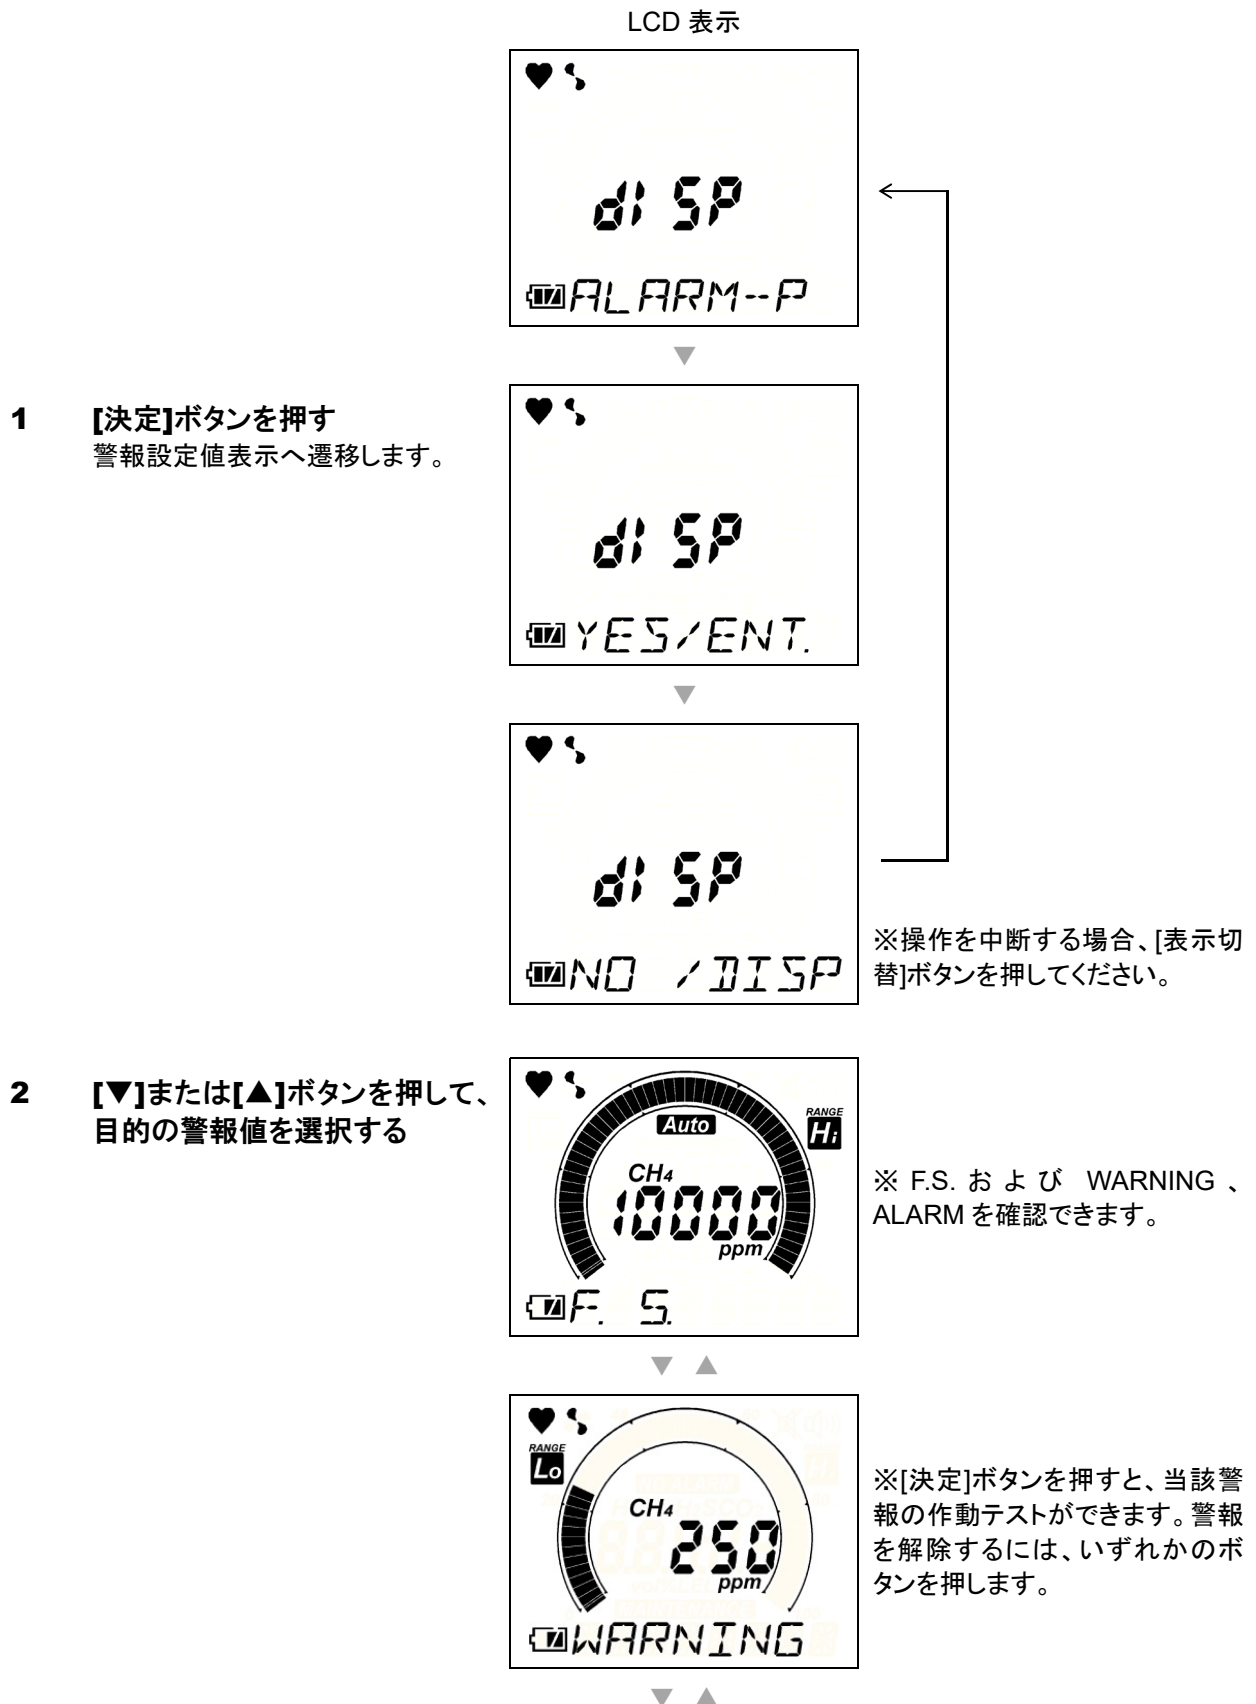 LCD 表示
diSP
ALARM--P
▼
1 [決定]ボタンを押す
警報設定値表示へ遷移します。
diSP
YES/ENT.
▼
diSP
NO /DISP
※操作を中断する場合、[表示切
替]ボタンを押してください。
2 [▼]または[▲]ボタンを押して、
目的の警報値を選択する
Auto
RANGE
Hi
CH4
10000
ppm
F. S.
※ F.S. および WARNING 、
ALARM を確認できます。
▼ ▲
RANGE
Lo
CH4
250
ppm
WARNING
※[決定]ボタンを押すと、当該警
報の作動テストができます。警報
を解除するには、いずれかのボ
タンを押します。
▼ ▲